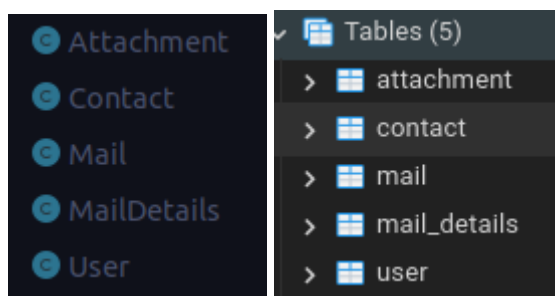 Attachment
Contact
Mail
MailDetails
User
Tables (5)
attachment
contact
mail
mail_details
user